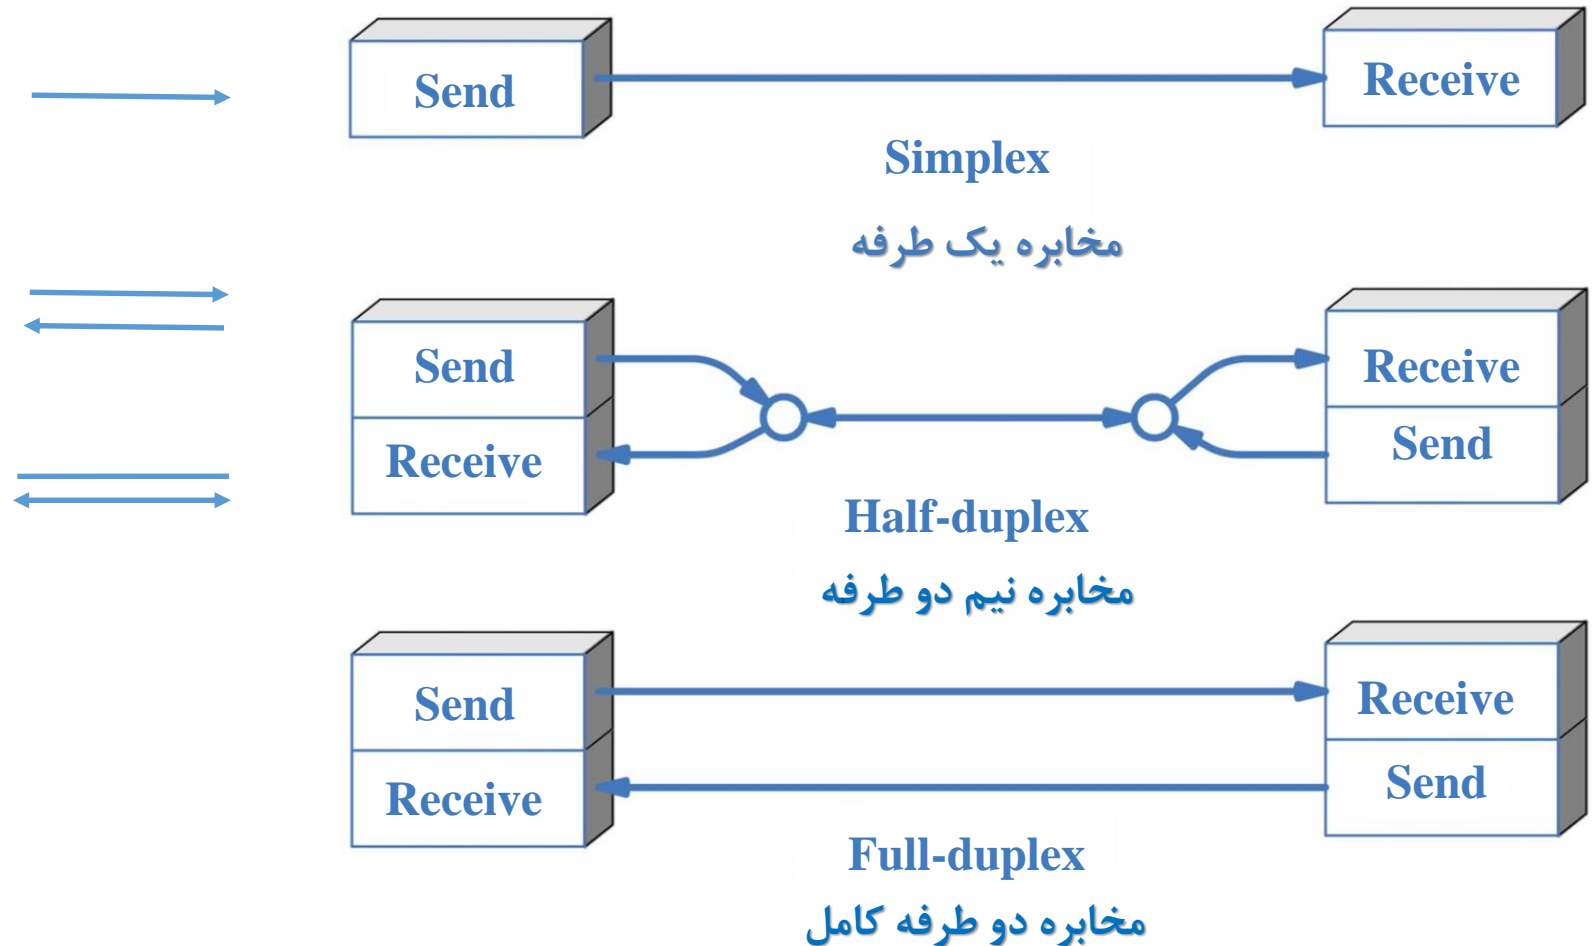 Send
Receive
Simplex
مخابره یک طرفه
Send
Receive
Receive
Send
Half-duplex
مخابره نیم دو طرفه
Send
Receive
Receive
Send
Full-duplex
مخابره دو طرفه کامل